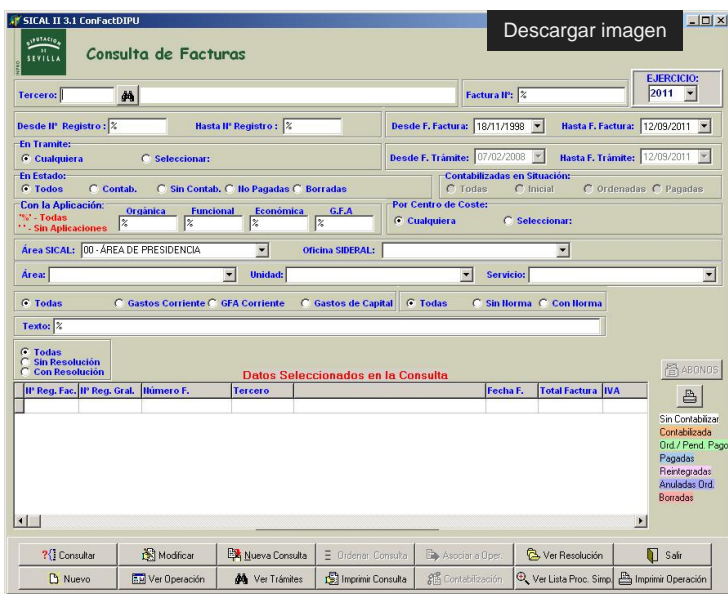 SICAL II 3.1 ConFactDIPU
Descargar imagen
DIPUTACION
DE
SEVILLA
INPRO
Consulta de Facturas
EJERCICIO:
Tercero: Factura Nº: % 2011
Desde Nº Registro : % Hasta Nº Registro : % Desde F. Factura: 18/11/1998 Hasta F. Factura: 12/09/2011
En Tramite:
Cualquiera Seleccionar: Desde F. Trámite: 07/02/2008 Hasta F. Trámite: 12/09/2011
En Estado: Contabilizadas en Situación:
Todos Contab. Sin Contab. No Pagadas Borradas Todas Inicial Ordenadas Pagadas
Con la Aplicación: Orgànica Funcional Económica G.F.A Por Centro de Coste:
'%' - Todas % % % % Cualquiera Seleccionar:
' ' - Sin Aplicaciones
Área SICAL: 00 - ÁREA DE PRESIDENCIA Oficina SIDERAL:
Área: Unidad: Servicio:
Todas Gastos Corriente GFA Corriente Gastos de Capital Todas Sin Norma Con Norma
Texto: %
Todas
Sin Resolución
Con Resolución
Datos Seleccionados en la Consulta
ABONOS
Nº Reg. Fac. Nº Reg. Gral. Número F. Tercero Fecha F. Total Factura IVA
Sin Contabilizar
Contabilizada
Ord./ Pend. Pago
Pagadas
Reintegradas
Anuladas Ord.
Borradas
Consultar Modificar Nueva Consulta Ordenar Consulta Asociar a Oper. Ver Resolución Salir
Nuevo Ver Operación Ver Trámites Imprimir Consulta Contabilización Ver Lista Proc. Simp. Imprimir Operación